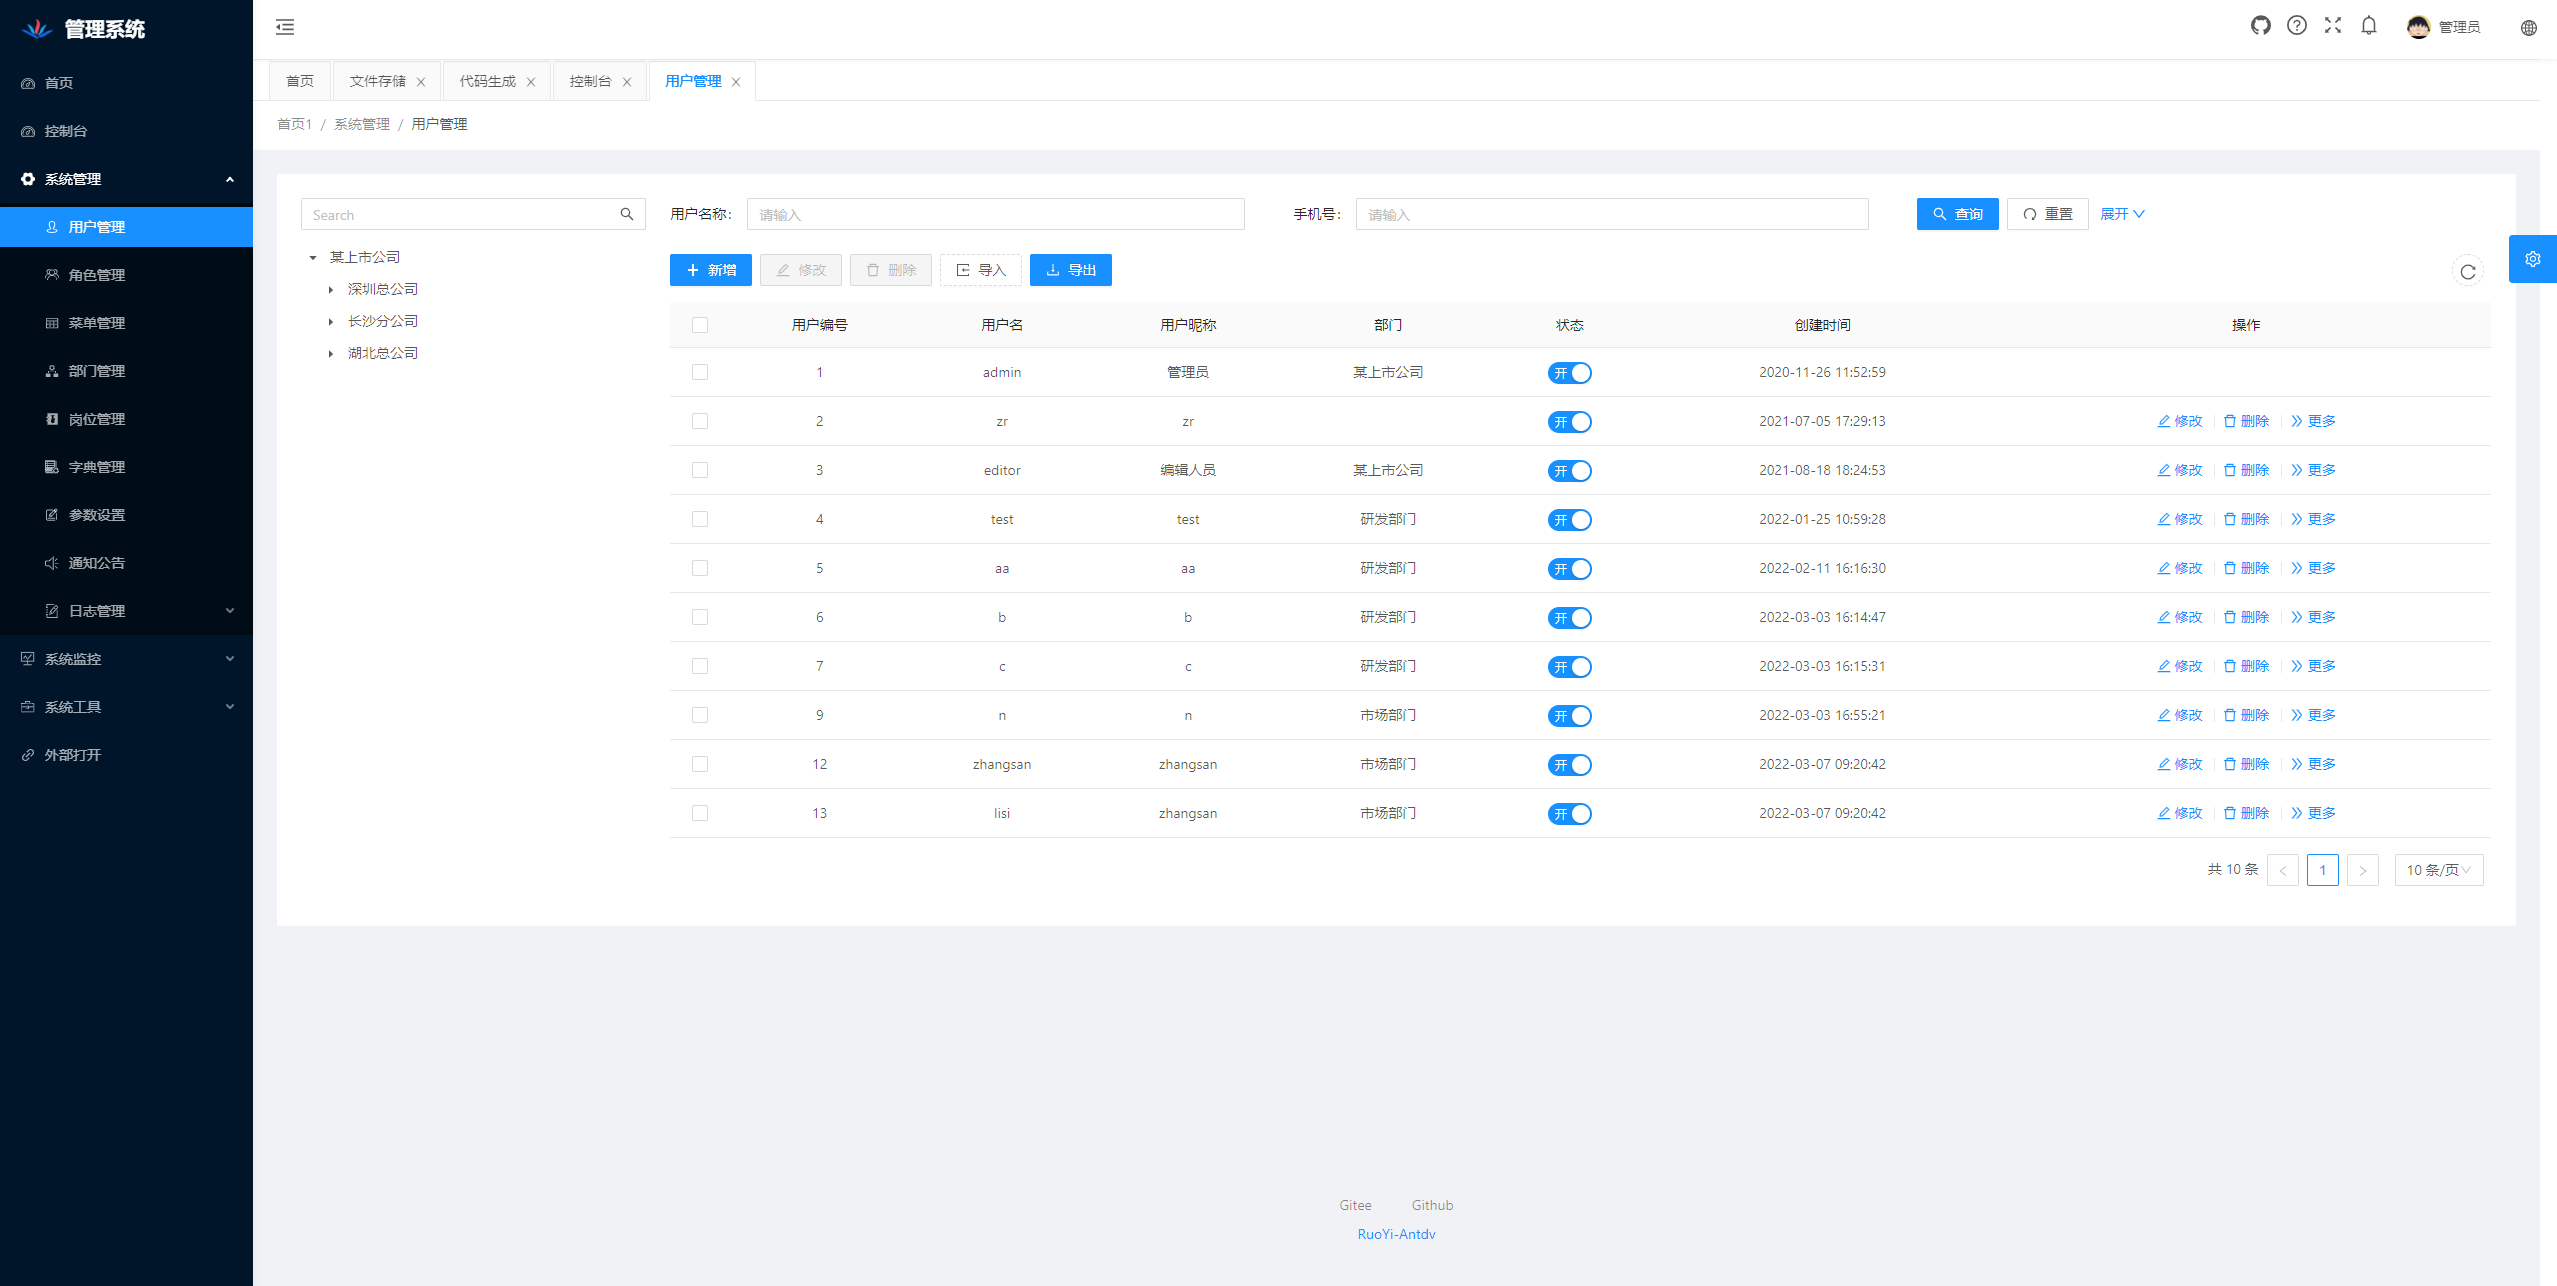 管理系统
首页
控制台
系统管理
用户管理
角色管理
菜单管理
部门管理
岗位管理
字典管理
参数设置
通知公告
日志管理
系统监控
系统工具
外部打开
管理员
首页 文件存储 代码生成 控制台 用户管理
首页1 / 系统管理 / 用户管理
Search
某上市公司
深圳总公司
长沙分公司
湖北总公司
用户名称: 请输入 手机号: 请输入 查询 重置 展开
新增 修改 删除 导入 导出
用户编号 用户名 用户昵称 部门 状态 创建时间 操作
1 admin 管理员 某上市公司 开 2020-11-26 11:52:59
2 zr zr 开 2021-07-05 17:29:13 修改 删除 更多
3 editor 编辑人员 某上市公司 开 2021-08-18 18:24:53 修改 删除 更多
4 test test 研发部门 开 2022-01-25 10:59:28 修改 删除 更多
5 aa aa 研发部门 开 2022-02-11 16:16:30 修改 删除 更多
6 b b 研发部门 开 2022-03-03 16:14:47 修改 删除 更多
7 c c 研发部门 开 2022-03-03 16:15:31 修改 删除 更多
9 n n 市场部门 开 2022-03-03 16:55:21 修改 删除 更多
12 zhangsan zhangsan 市场部门 开 2022-03-07 09:20:42 修改 删除 更多
13 lisi zhangsan 市场部门 开 2022-03-07 09:20:42 修改 删除 更多
共 10 条 < 1 > 10 条/页
Gitee Github
RuoYi-Antdv